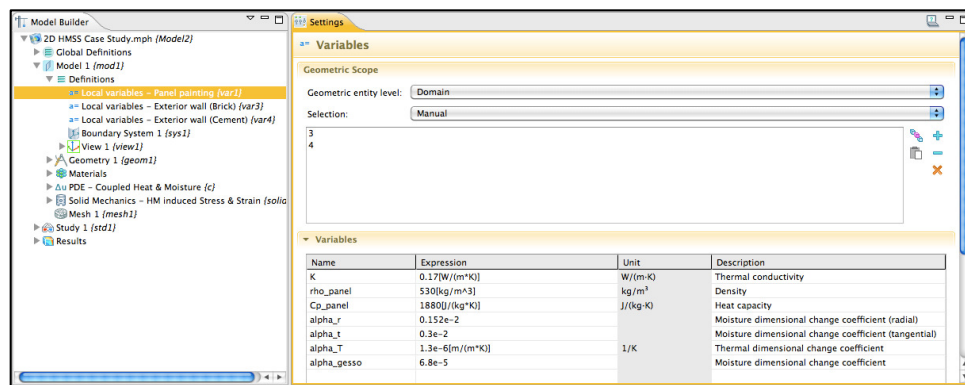 Model Builder
2D HMSS Case Study.mph {Model2}
Global Definitions
Model 1 {mod1}
Definitions
a= Local variables – Panel painting {var1}
a= Local variables – Exterior wall (Brick) {var3}
a= Local variables – Exterior wall (Cement) {var4}
Boundary System 1 {sys1}
View 1 {view1}
Geometry 1 {geom1}
Materials
Δu PDE – Coupled Heat & Moisture {c}
Solid Mechanics – HM induced Stress & Strain {solid
Mesh 1 {mesh1}
Study 1 {std1}
Results
Settings
a= Variables
Geometric Scope
Geometric entity level: Domain
Selection: Manual
3
4
Variables
Name Expression Unit Description
K 0.17[W/(m*K)] W/(m·K) Thermal conductivity
rho_panel 530[kg/m^3] kg/m³ Density
Cp_panel 1880[J/(kg*K)] J/(kg·K) Heat capacity
alpha_r 0.152e-2 Moisture dimensional change coefficient (radial)
alpha_t 0.3e-2 Moisture dimensional change coefficient (tangential)
alpha_T 1.3e-6[m/(m*K)] 1/K Thermal dimensional change coefficient
alpha_gesso 6.8e-5 Moisture dimensional change coefficient